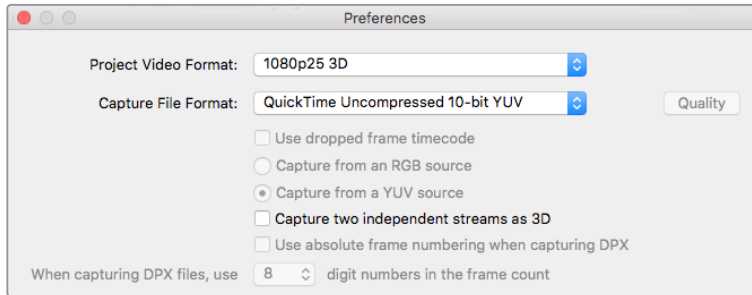 Preferences
Project Video Format: 1080p25 3D
Capture File Format: QuickTime Uncompressed 10-bit YUV Quality
Use dropped frame timecode
Capture from an RGB source
Capture from a YUV source
Capture two independent streams as 3D
Use absolute frame numbering when capturing DPX
When capturing DPX files, use 8 digit numbers in the frame count